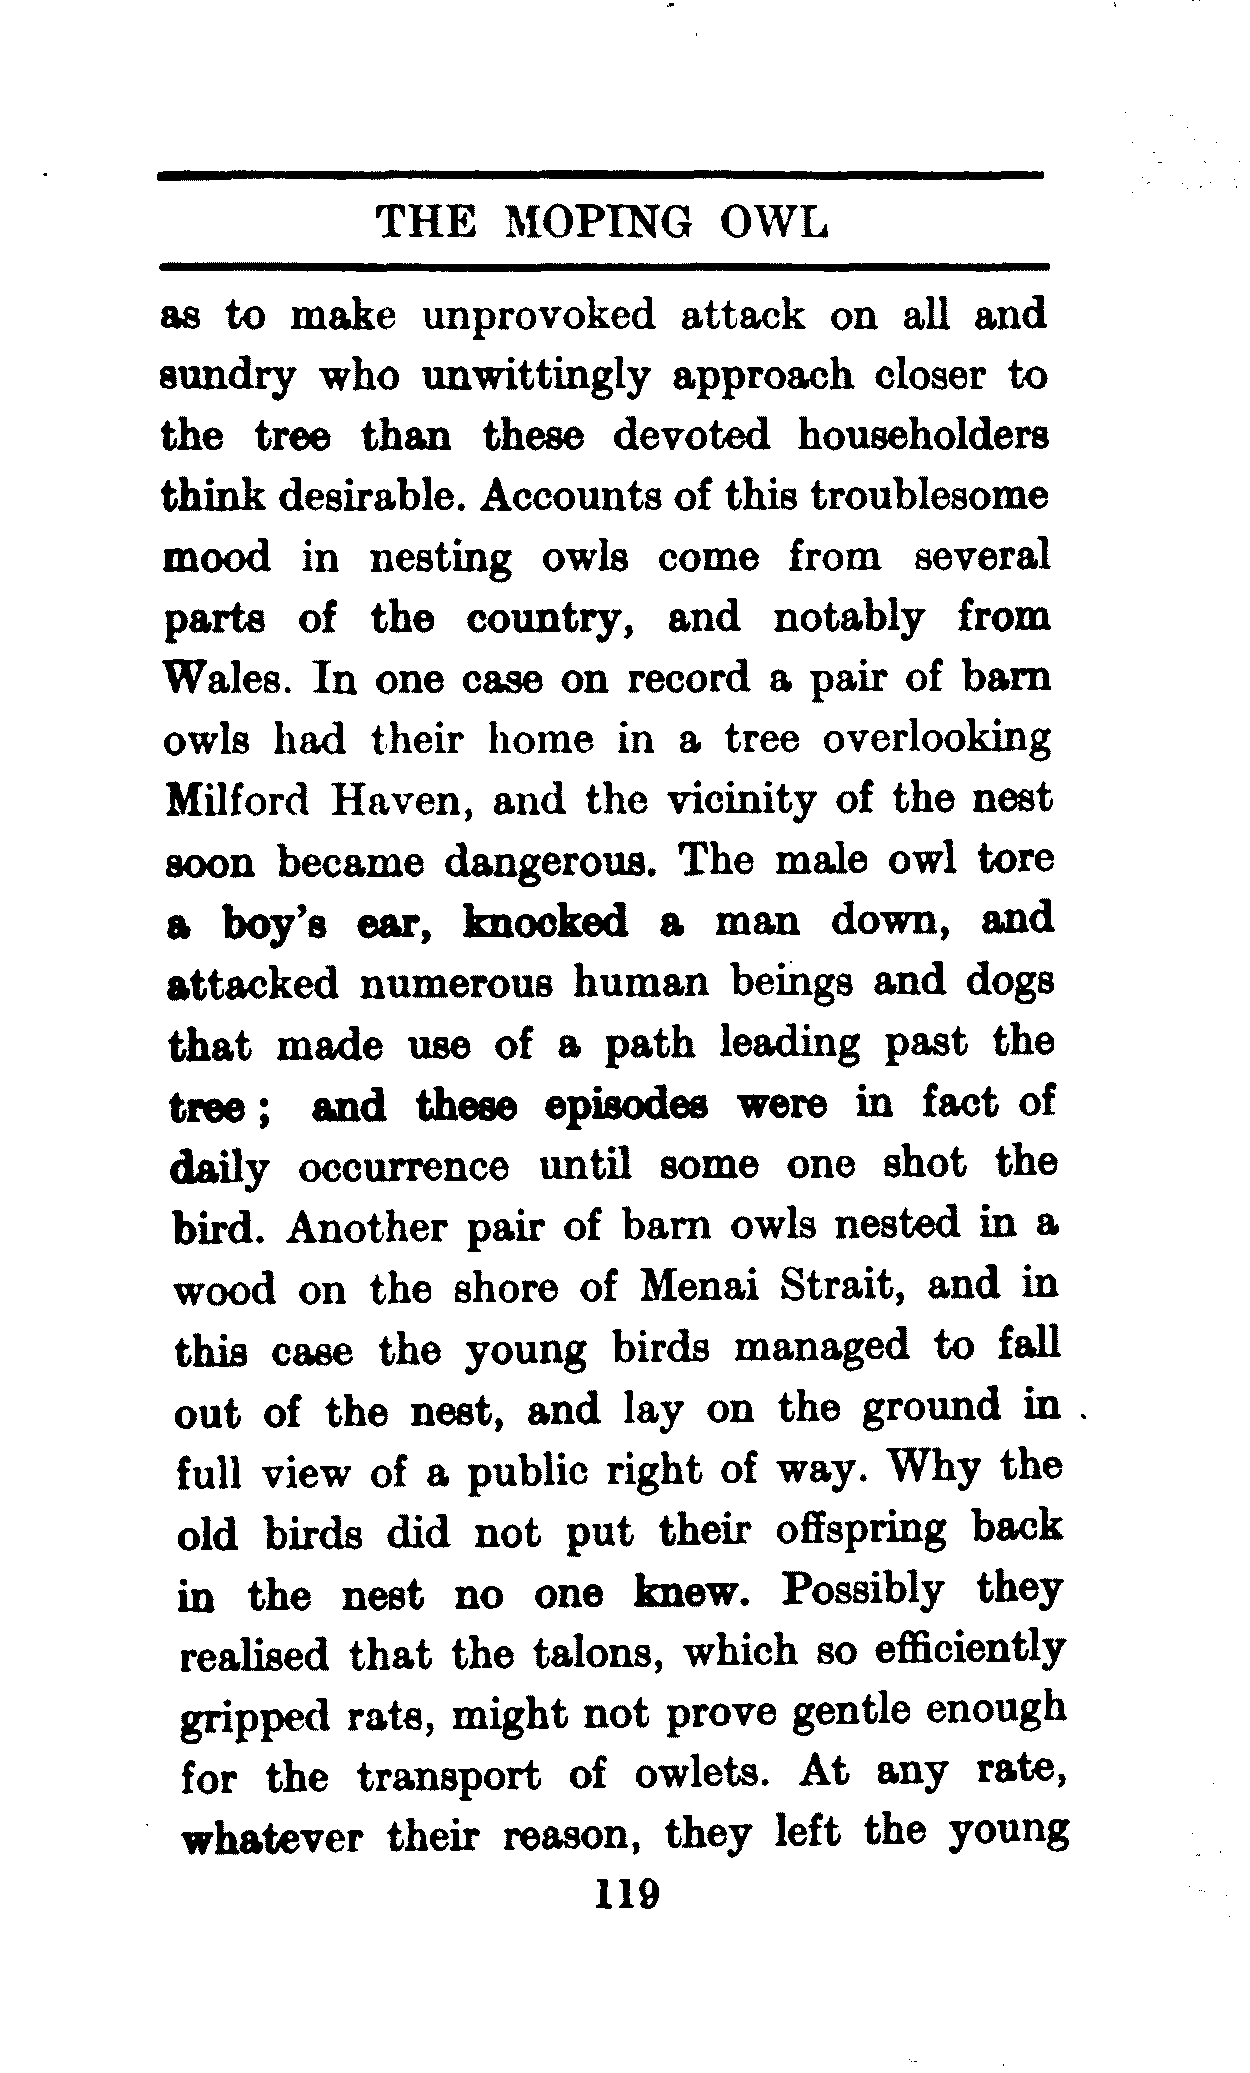 THE MOPING OWL
as to make unprovoked attack on all and
sundry who unwittingly approach closer to
the tree than these devoted householders
think desirable. Accounts of this troublesome
mood in nesting owls come from several
parts of the country, and notably from
Wales. In one case on record a pair of barn
owls had their home in a tree overlooking
Milford Haven, and the vicinity of the nest
soon became dangerous. The male owl tore
a boy's ear, knocked a man down, and
attacked numerous human beings and dogs
that made use of a path leading past the
tree ; and these episodes were in fact of
daily occurrence until some one shot the
bird. Another pair of barn owls nested in a
wood on the shore of Menai Strait, and in
this case the young birds managed to fall
out of the nest, and lay on the ground in
full view of a public right of way. Why the
old birds did not put their offspring back
in the nest no one knew. Possibly they
realised that the talons, which so efficiently
gripped rats, might not prove gentle enough
for the transport of owlets. At any rate,
whatever their reason, they left the young
119